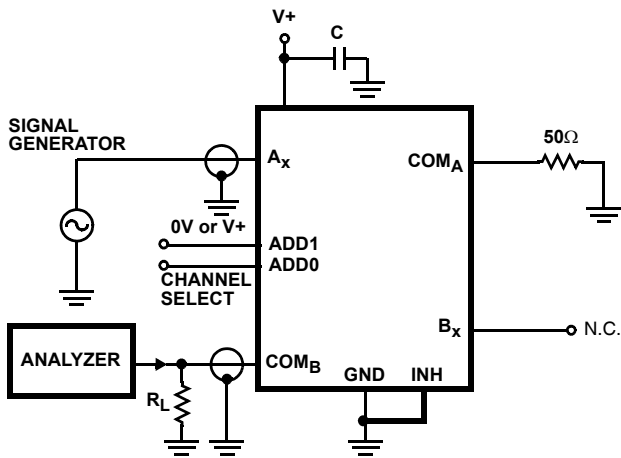 V+
C
SIGNAL
GENERATOR
Ax
COMA
50Ω
0V or V+
ADD1
ADD0
CHANNEL
SELECT
Bx
N.C.
ANALYZER
COMB
RL
GND
INH